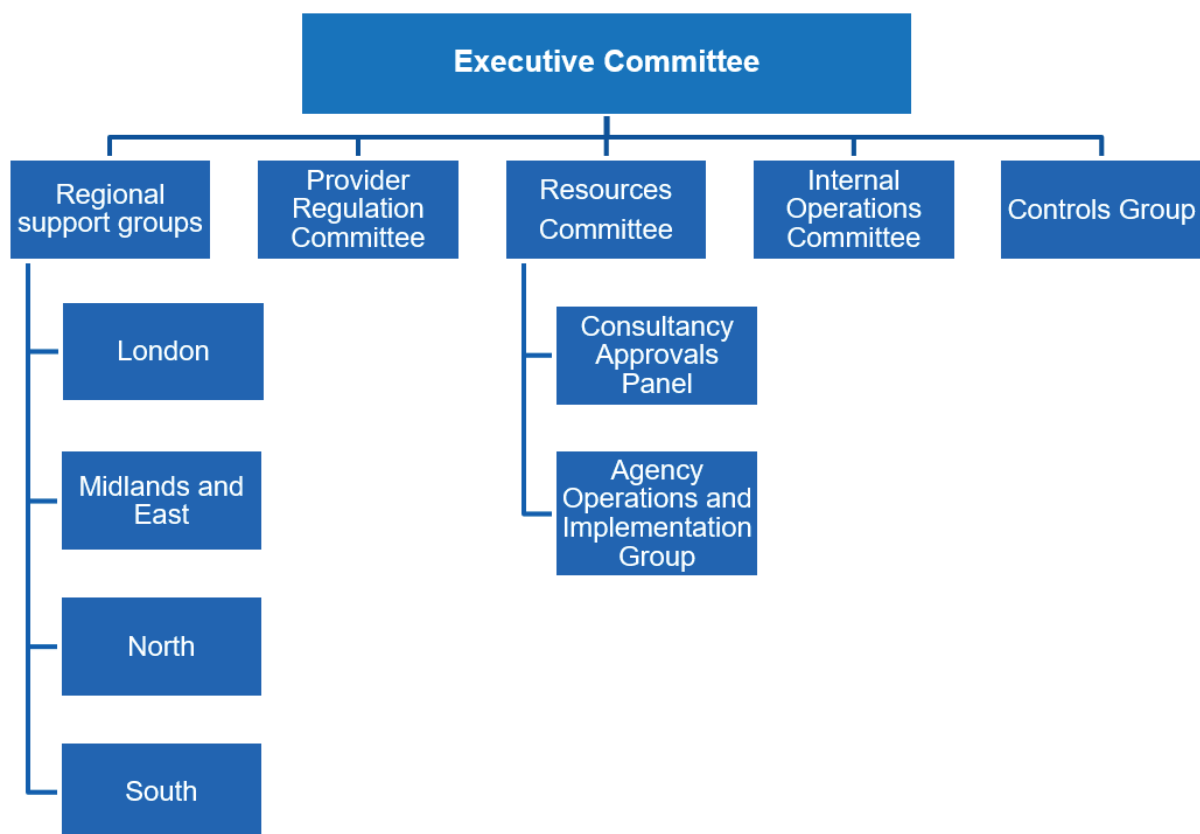 Executive Committee
Regional
support groups
Provider
Regulation
Committee
Resources
Committee
Internal
Operations
Committee
Controls Group
London
Midlands and
East
North
South
Consultancy
Approvals
Panel
Agency
Operations and
Implementation
Group